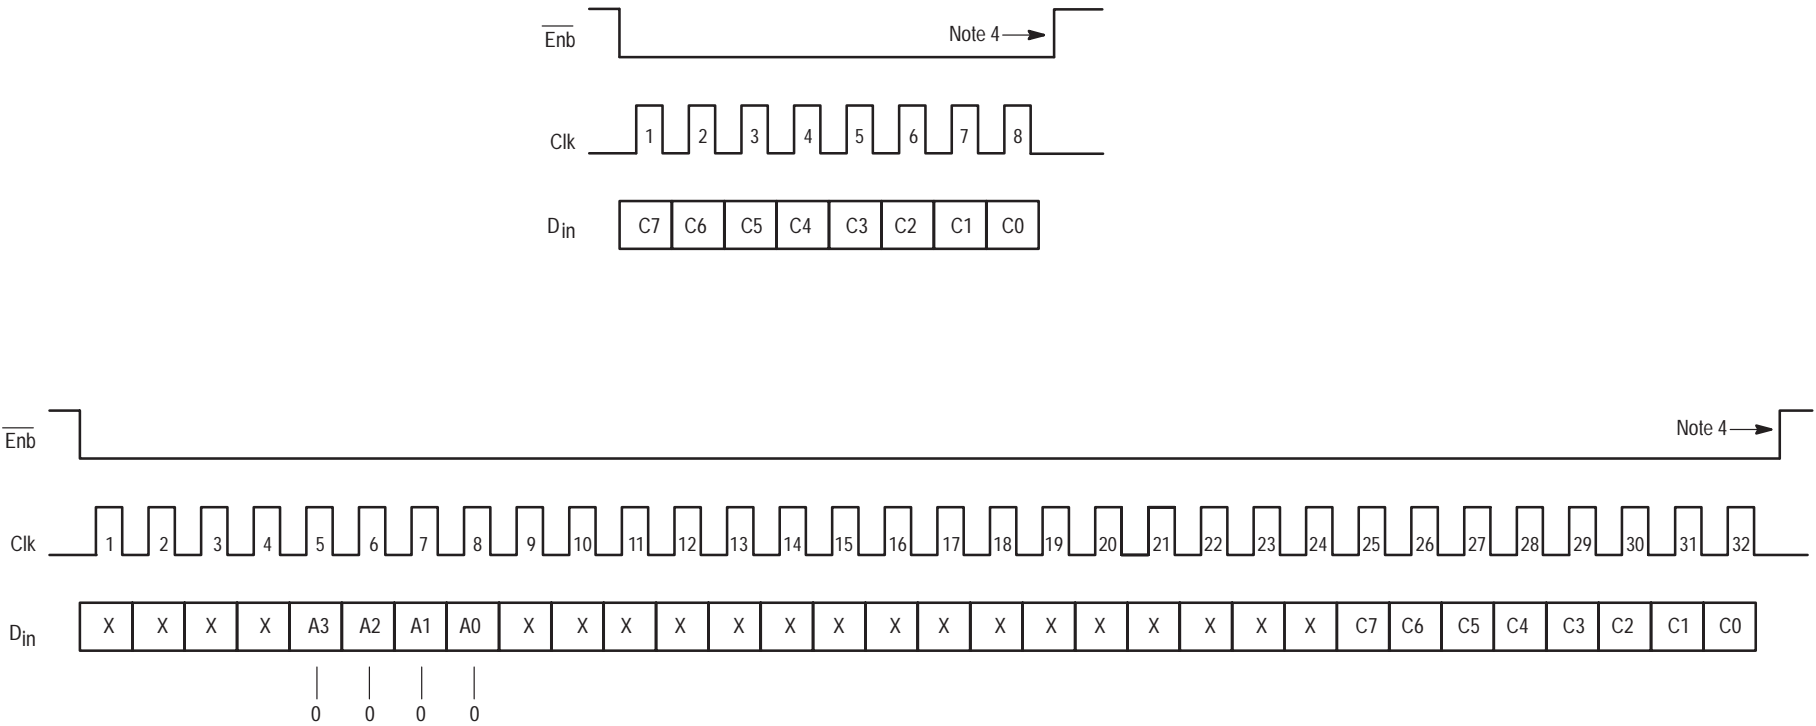 Enb
Note 4
Clk 1 2 3 4 5 6 7 8
Din C7 C6 C5 C4 C3 C2 C1 C0
Enb
Note 4
Clk 1 2 3 4 5 6 7 8 9 10 11 12 13 14 15 16 17 18 19 20 21 22 23 24 25 26 27 28 29 30 31 32
Din X X X X A3 A2 A1 A0 X X X X X X X X X X X X X X X X C7 C6 C5 C4 C3 C2 C1 C0
0 0 0 0